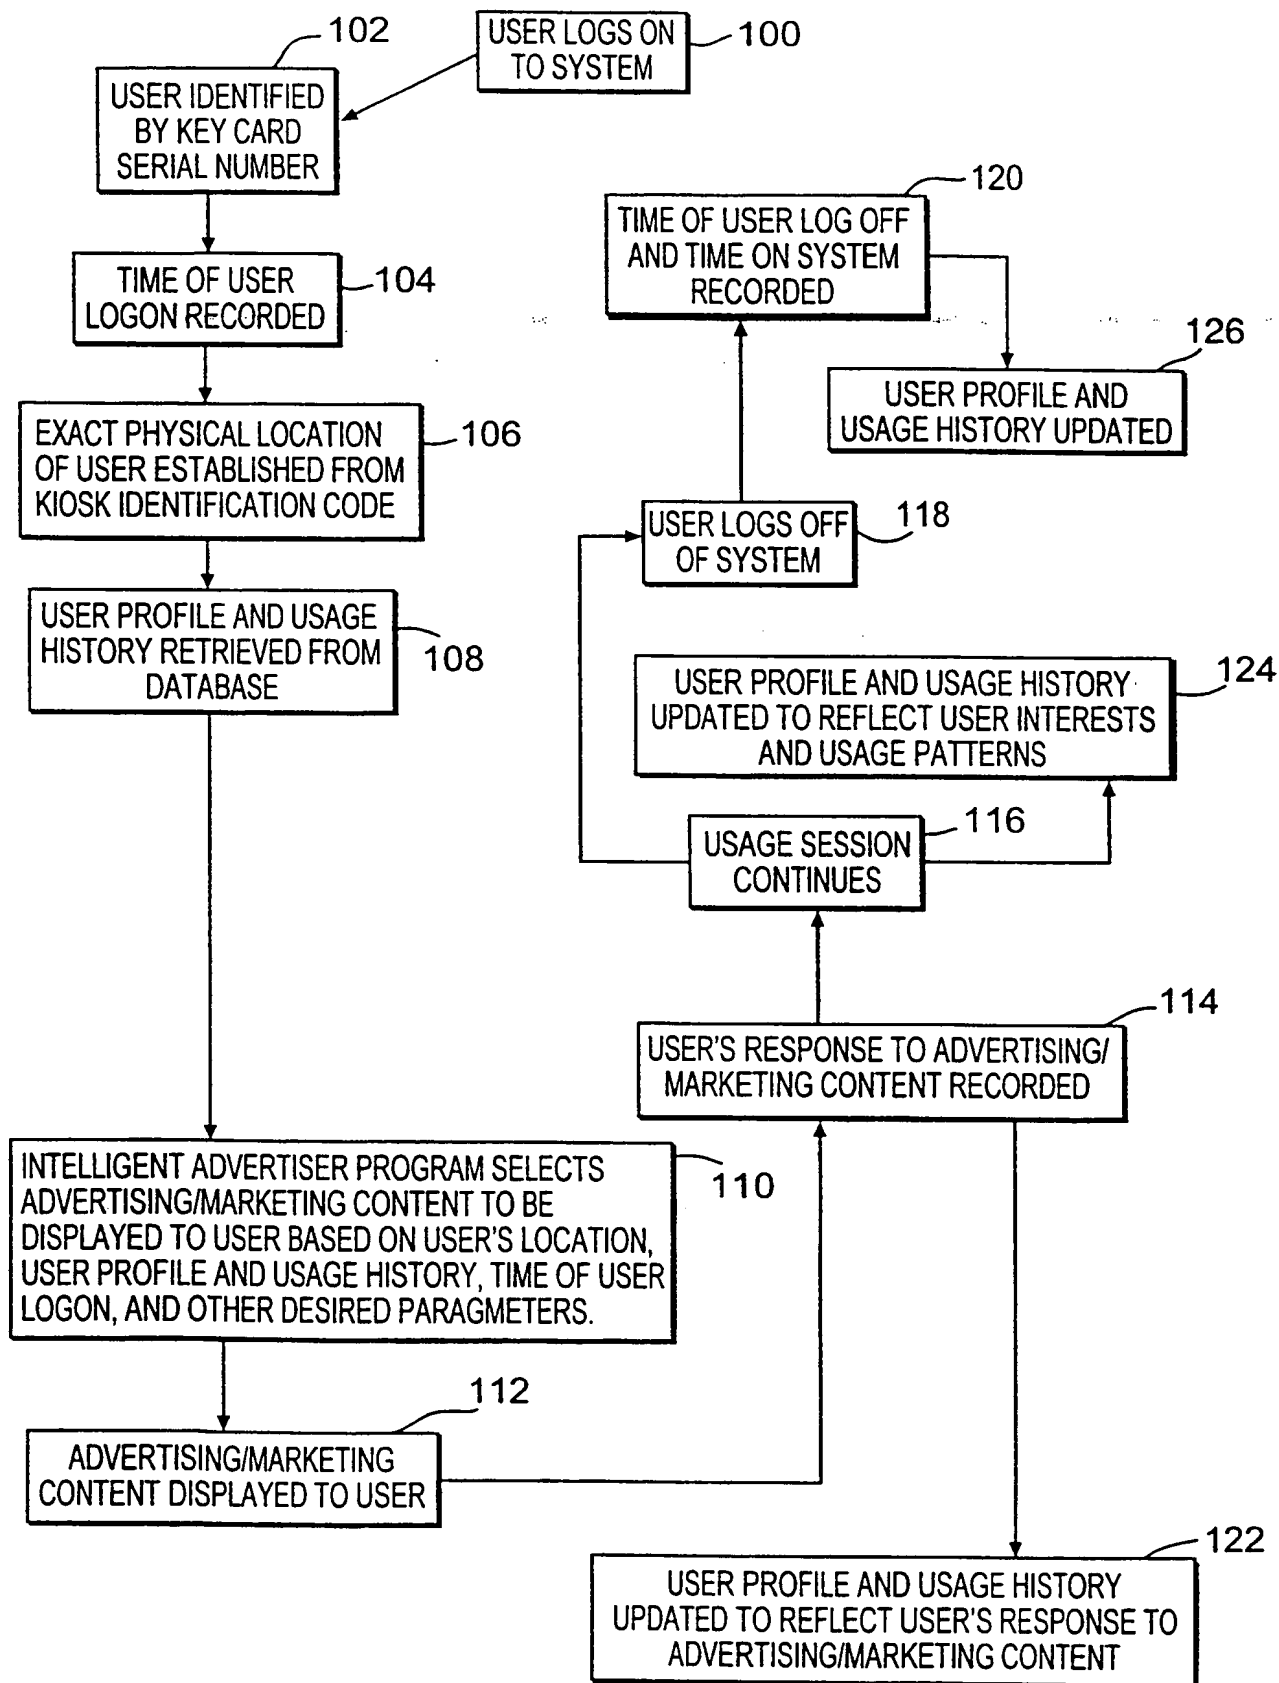 USER LOGS ON
TO SYSTEM
100
102
USER IDENTIFIED
BY KEY CARD
SERIAL NUMBER
TIME OF USER
LOGON RECORDED
104
EXACT PHYSICAL LOCATION
OF USER ESTABLISHED FROM
KIOSK IDENTIFICATION CODE
106
USER PROFILE AND USAGE
HISTORY RETRIEVED FROM
DATABASE
108
INTELLIGENT ADVERTISER PROGRAM SELECTS
ADVERTISING/MARKETING CONTENT TO BE
DISPLAYED TO USER BASED ON USER'S LOCATION,
USER PROFILE AND USAGE HISTORY, TIME OF USER
LOGON, AND OTHER DESIRED PARAGMETERS.
110
112
ADVERTISING/MARKETING
CONTENT DISPLAYED TO USER
114
USER'S RESPONSE TO ADVERTISING/
MARKETING CONTENT RECORDED
116
USAGE SESSION
CONTINUES
USER LOGS OFF
OF SYSTEM
118
120
TIME OF USER LOG OFF
AND TIME ON SYSTEM
RECORDED
122
USER PROFILE AND USAGE HISTORY
UPDATED TO REFLECT USER'S RESPONSE TO
ADVERTISING/MARKETING CONTENT
124
USER PROFILE AND USAGE HISTORY
UPDATED TO REFLECT USER INTERESTS
AND USAGE PATTERNS
126
USER PROFILE AND
USAGE HISTORY UPDATED